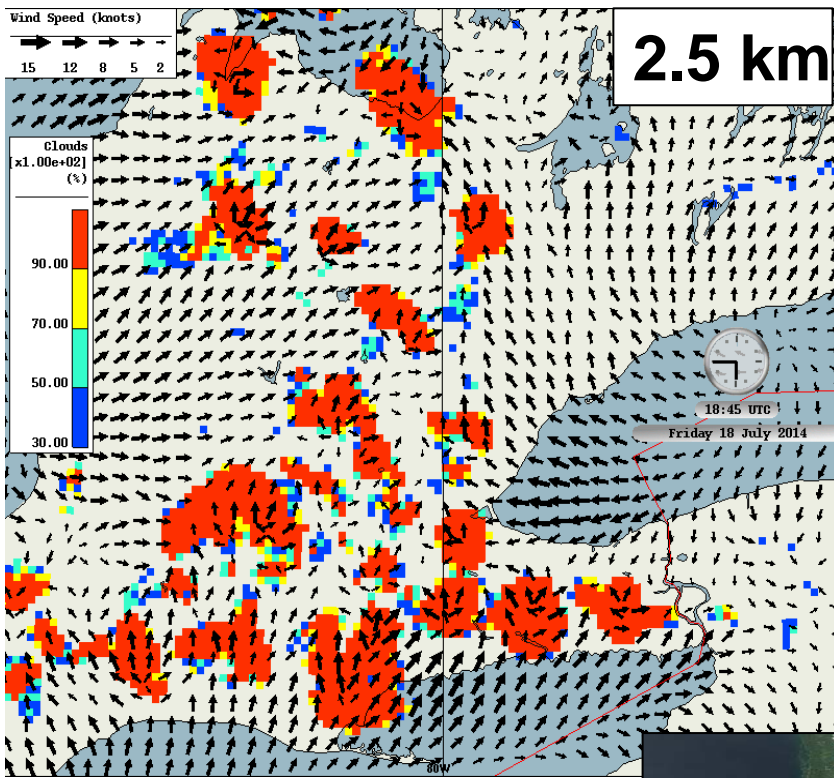 Wind Speed (knots)
15 12 8 5 2
2.5 km
Clouds
[x1.00e+02]
(%)
90.00
70.00
50.00
30.00
18:45 UTC
Friday 18 July 2014
80W